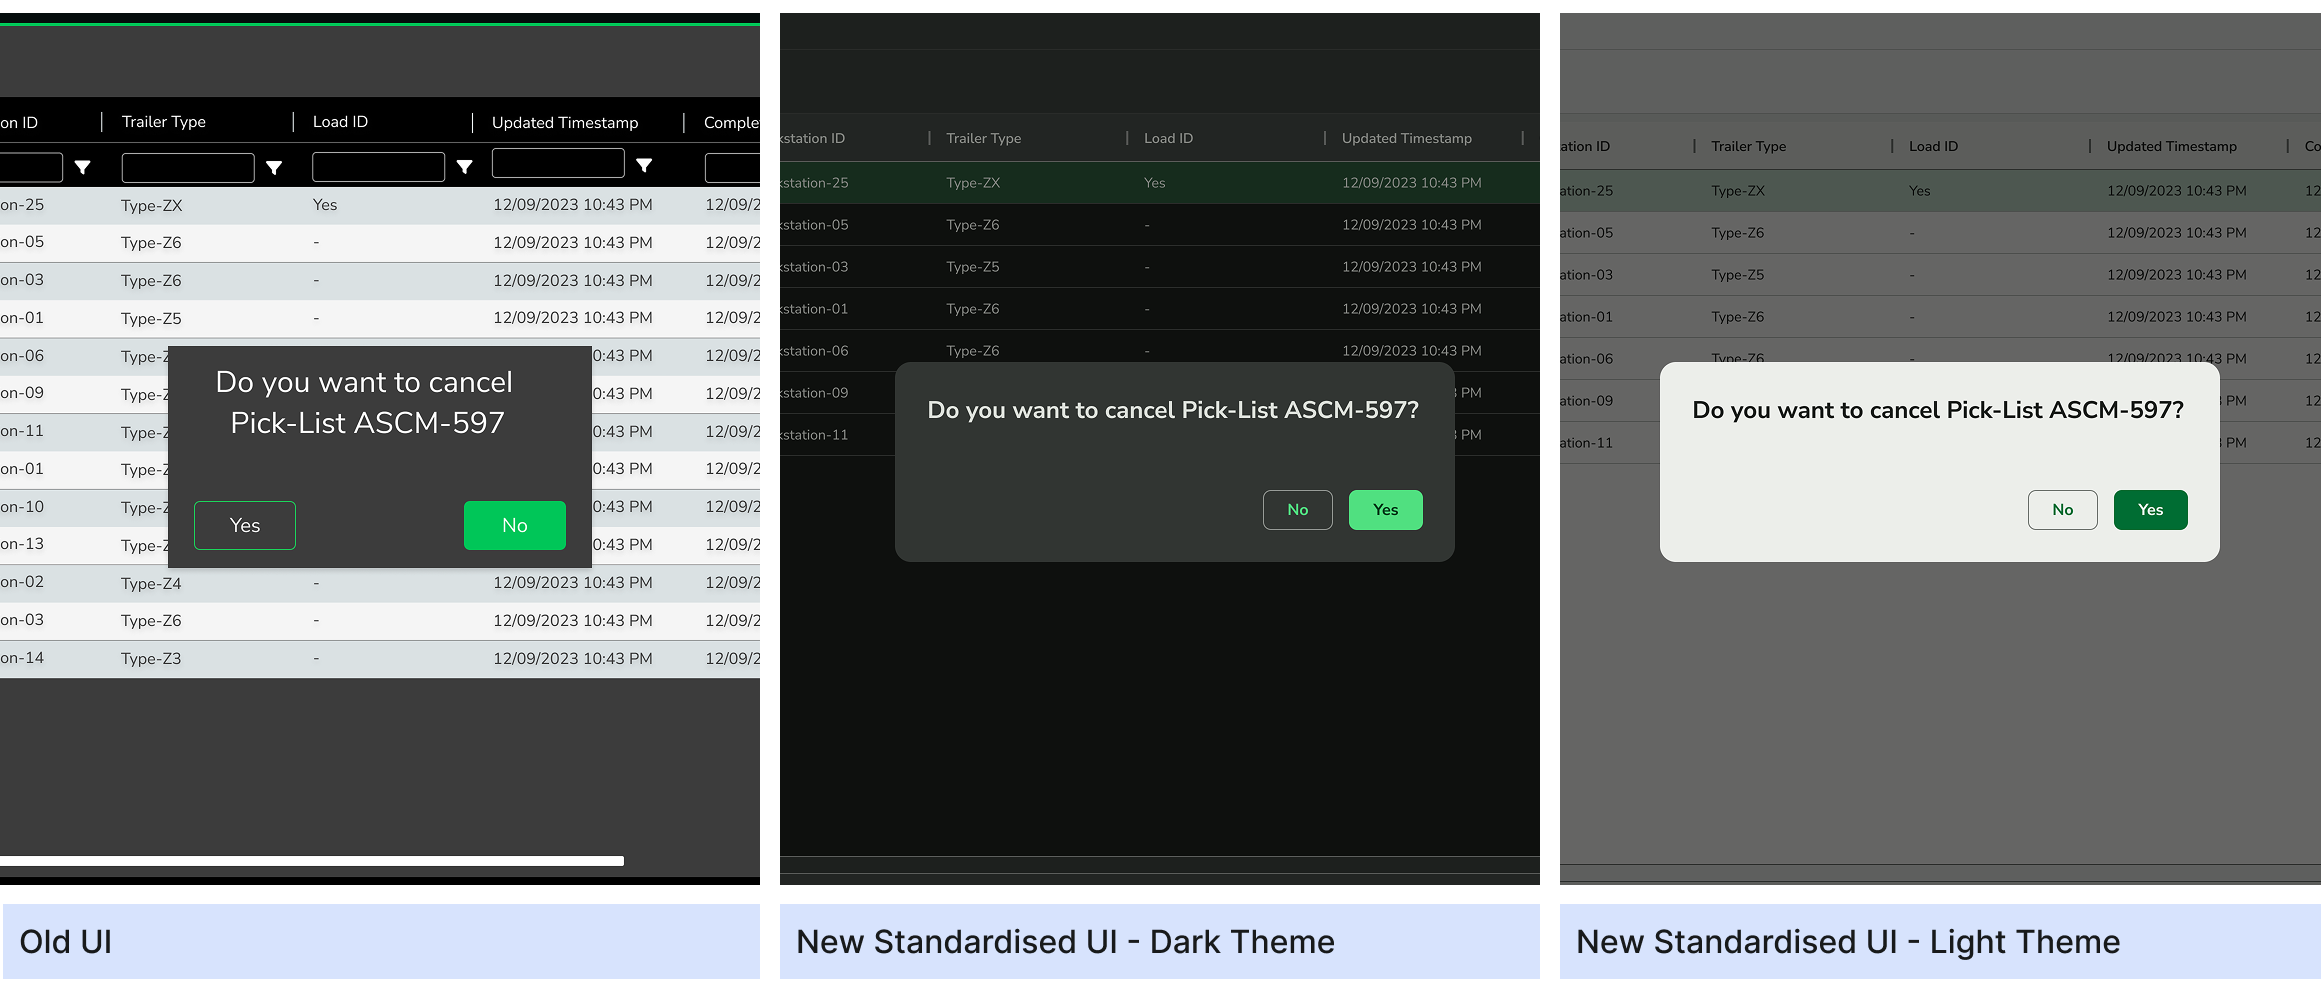 on ID | Trailer Type | Load ID | Updated Timestamp | Comple
on-25 Type-ZX Yes 12/09/2023 10:43 PM 12/09/2
on-05 Type-Z6 - 12/09/2023 10:43 PM 12/09/2
on-03 Type-Z6 - 12/09/2023 10:43 PM 12/09/2
on-01 Type-Z5 - 12/09/2023 10:43 PM 12/09/2
on-06 Type-Z 0:43 PM 12/09/2
on-09 Type-Z 0:43 PM 12/09/2
on-11 Type-Z 0:43 PM 12/09/2
on-01 Type-Z 0:43 PM 12/09/2
on-10 Type-Z 0:43 PM 12/09/2
on-13 Type-Z 0:43 PM 12/09/2
on-02 Type-Z4 - 12/09/2023 10:43 PM 12/09/2
on-03 Type-Z6 - 12/09/2023 10:43 PM 12/09/2
on-14 Type-Z3 - 12/09/2023 10:43 PM 12/09/2
Do you want to cancel
Pick-List ASCM-597
Yes No
Old UI
kstation ID | Trailer Type | Load ID | Updated Timestamp |
kstation-25 Type-ZX Yes 12/09/2023 10:43 PM
kstation-05 Type-Z6 - 12/09/2023 10:43 PM
kstation-03 Type-Z5 - 12/09/2023 10:43 PM
kstation-01 Type-Z6 - 12/09/2023 10:43 PM
kstation-06 Type-Z6 - 12/09/2023 10:43 PM
kstation-09 PM
kstation-11 PM
Do you want to cancel Pick-List ASCM-597?
No Yes
New Standardised UI - Dark Theme
ation ID | Trailer Type | Load ID | Updated Timestamp | Co
ation-25 Type-ZX Yes 12/09/2023 10:43 PM 12
ation-05 Type-Z6 - 12/09/2023 10:43 PM 12
ation-03 Type-Z5 - 12/09/2023 10:43 PM 12
ation-01 Type-Z6 - 12/09/2023 10:43 PM 12
ation-06 Type-Z6 - 12/09/2023 10:43 PM 12
ation-09 PM 12
ation-11 PM 12
Do you want to cancel Pick-List ASCM-597?
No Yes
New Standardised UI - Light Theme